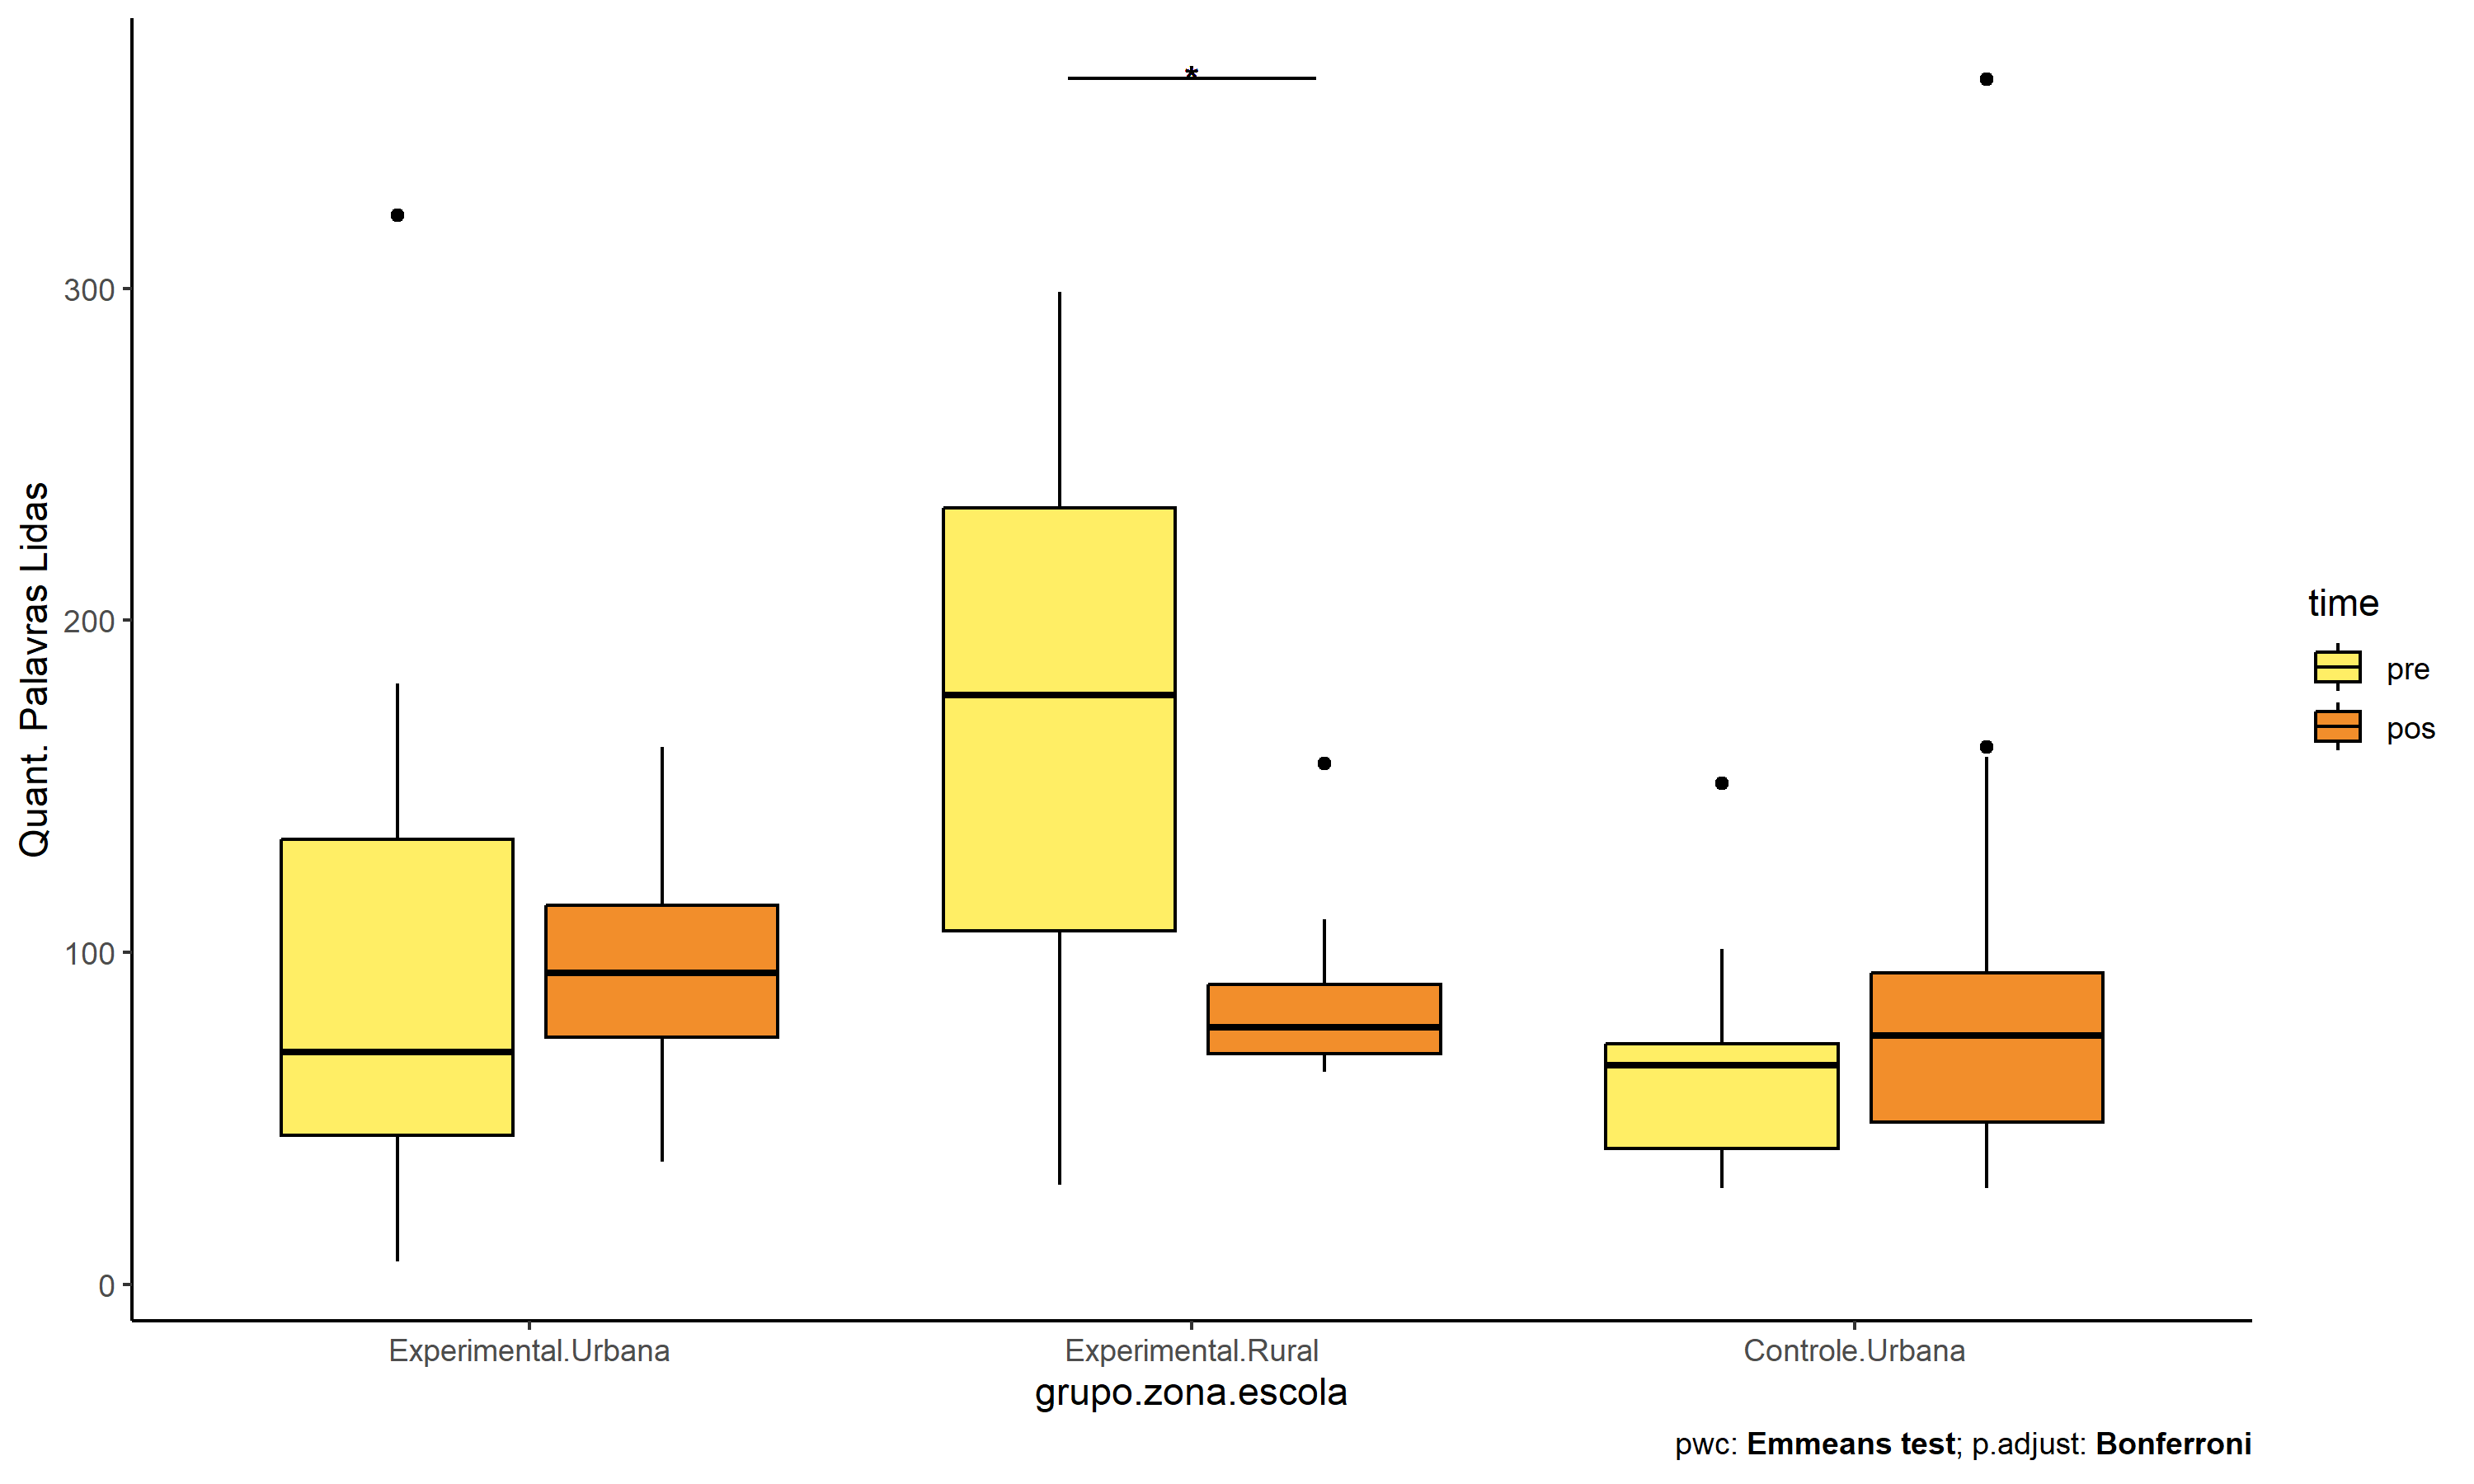 *
300
200
100
0
Quant. Palavras Lidas
Experimental.Urbana
Experimental.Rural
Controle.Urbana
grupo.zona.escola
time
pre
pos
pwc: Emmeans test; p.adjust: Bonferroni